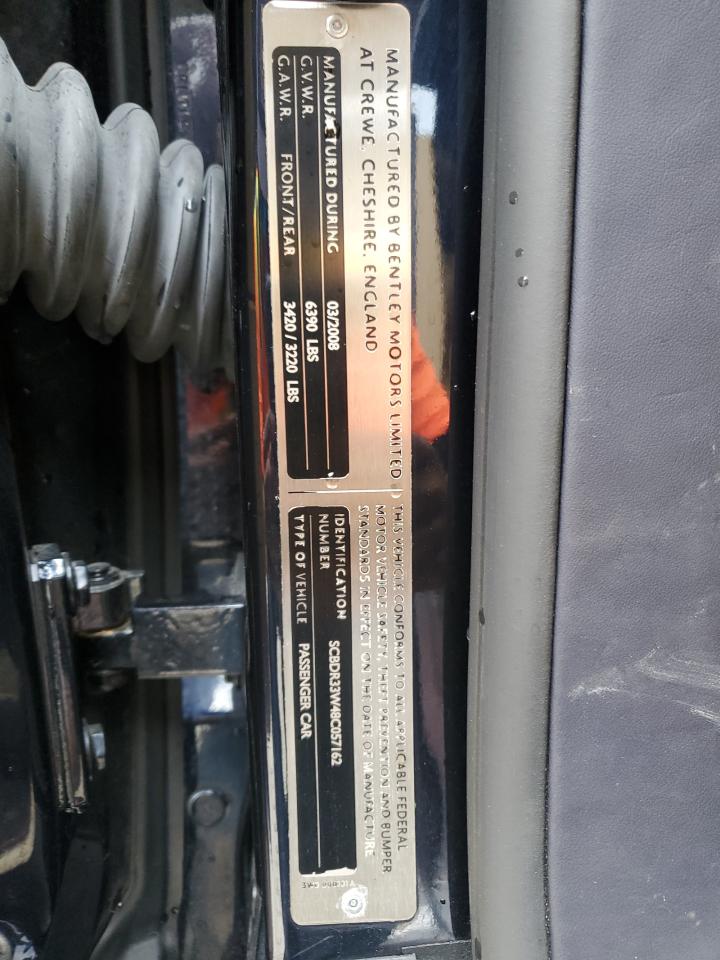 MANUFACTURED BY BENTLEY MOTORS LIMITED
AT CREWE, CHESHIRE, ENGLAND
MANUFACTURED DURING 03/2008
G.V.W.R. 6390 LBS
G.A.W.R. FRONT/REAR 3420 / 3220 LBS
THIS VEHICLE CONFORMS TO ALL APPLICABLE FEDERAL
MOTOR VEHICLE SAFETY, THEFT PREVENTION AND BUMPER
STANDARDS IN EFFECT ON THE DATE OF MANUFACTURE
IDENTIFICATION
NUMBER SCBDR33W48C057162
TYPE OF VEHICLE PASSENGER CAR